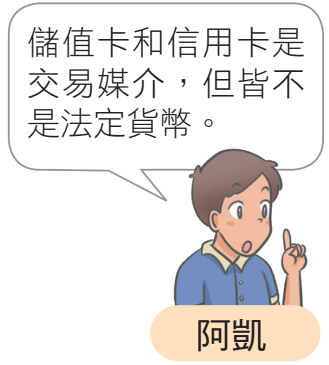 儲值卡和信用卡是
交易媒介，但皆不
是法定貨幣。
阿凱